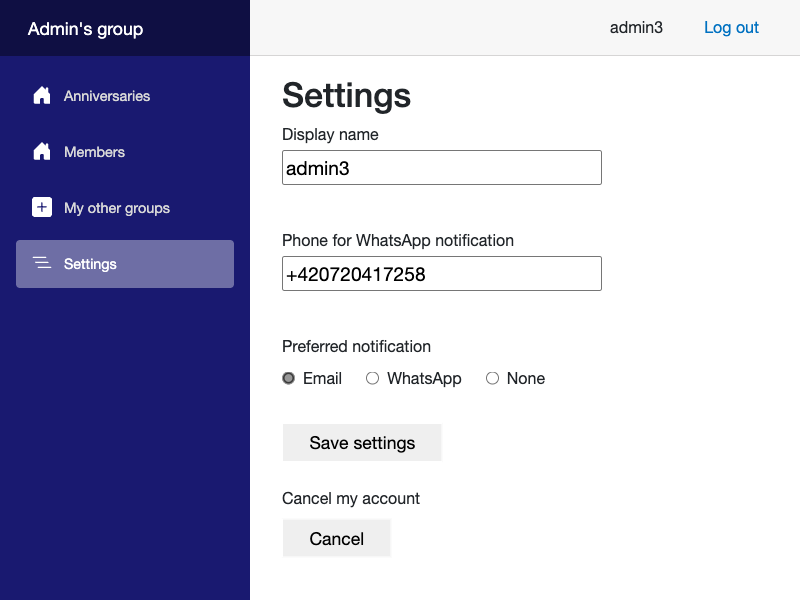 Admin's group
admin3
Log out
Anniversaries
Members
My other groups
Settings
Settings
Display name
admin3
Phone for WhatsApp notification
+420720417258
Preferred notification
Email
WhatsApp
None
Save settings
Cancel my account
Cancel